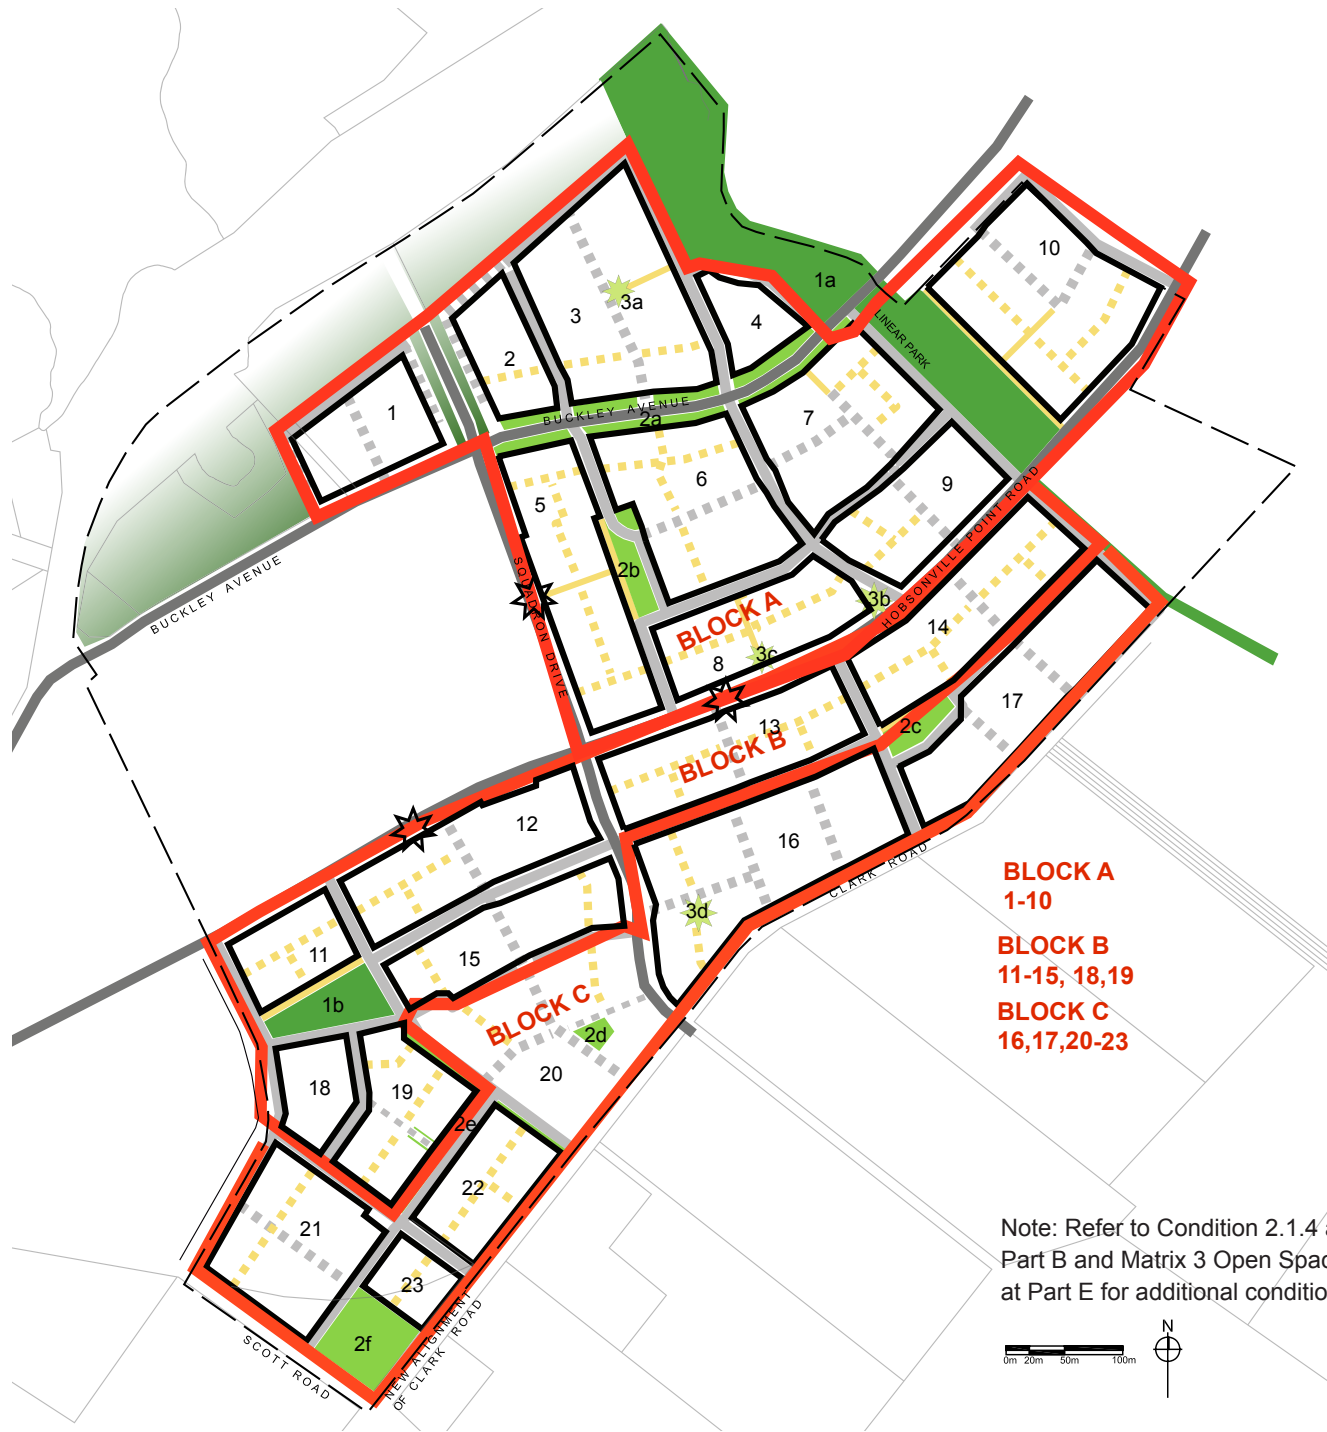 10
1a
LINEAR PARK
3a
3
4
2
1
BUCKLEY AVENUE
2a
7
6
9
5
2b
SQUADRON DRIVE
BUCKLEY AVENUE
HOBSONVILLE POINT ROAD
3b
BLOCK A
14
3c
8
17
13
2c
BLOCK B
12
16
CLARK ROAD
BLOCK A
1-10
3d
11
15
BLOCK B
11-15, 18,19
1b
BLOCK C
BLOCK C
16,17,20-23
2d
20
18
19
2e
22
21
23
2f
NEW ALIGNMENT
OF CLARK ROAD
SCOTT ROAD
Note: Refer to Condition 2.1.4
Part B and Matrix 3 Open
at Part E for additional
N
0m 20m 50m 100m